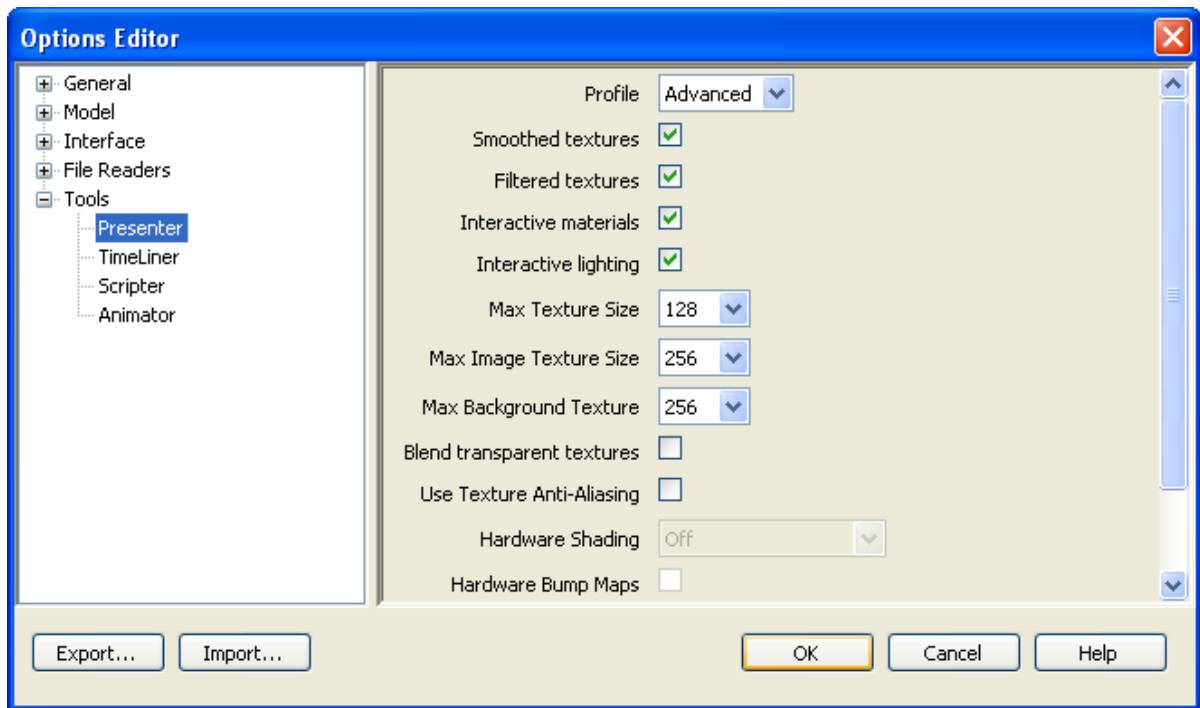 Options Editor
General
Model
Interface
File Readers
Tools
Presenter
TimeLiner
Scripter
Animator
Profile Advanced
Smoothed textures
Filtered textures
Interactive materials
Interactive lighting
Max Texture Size 128
Max Image Texture Size 256
Max Background Texture 256
Blend transparent textures
Use Texture Anti-Aliasing
Hardware Shading Off
Hardware Bump Maps
Export... Import... OK Cancel Help